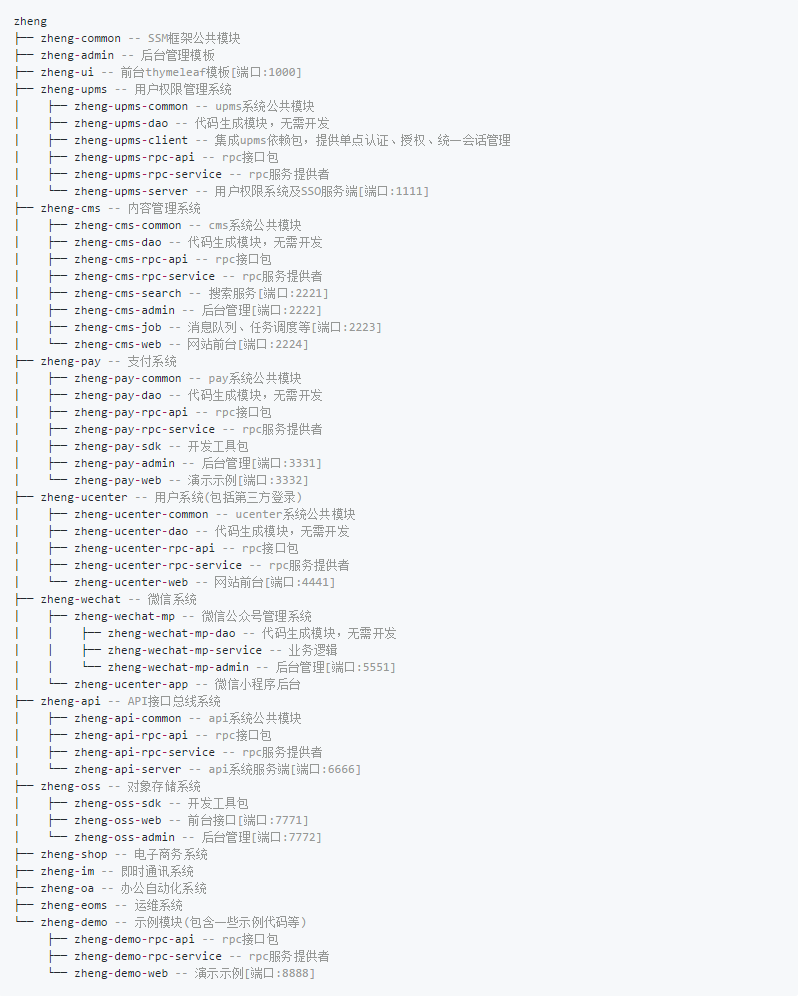 zheng
├── zheng-common -- SSM框架公共模块
├── zheng-admin -- 后台管理模板
├── zheng-ui -- 前台thymeleaf模板[端口:1000]
├── zheng-upms -- 用户权限管理系统
|    ├── zheng-upms-common -- upms系统公共模块
|    ├── zheng-upms-dao -- 代码生成模块，无需开发
|    ├── zheng-upms-client -- 集成upms依赖包，提供单点认证、授权、统一会话管理
|    ├── zheng-upms-rpc-api -- rpc接口包
|    ├── zheng-upms-rpc-service -- rpc服务提供者
|    └── zheng-upms-server -- 用户权限系统及SSO服务端[端口:1111]
├── zheng-cms -- 内容管理系统
|    ├── zheng-cms-common -- cms系统公共模块
|    ├── zheng-cms-dao -- 代码生成模块，无需开发
|    ├── zheng-cms-rpc-api -- rpc接口包
|    ├── zheng-cms-rpc-service -- rpc服务提供者
|    ├── zheng-cms-search -- 搜索服务[端口:2221]
|    ├── zheng-cms-admin -- 后台管理[端口:2222]
|    ├── zheng-cms-job -- 消息队列、任务调度等[端口:2223]
|    └── zheng-cms-web -- 网站前台[端口:2224]
├── zheng-pay -- 支付系统
|    ├── zheng-pay-common -- pay系统公共模块
|    ├── zheng-pay-dao -- 代码生成模块，无需开发
|    ├── zheng-pay-rpc-api -- rpc接口包
|    ├── zheng-pay-rpc-service -- rpc服务提供者
|    ├── zheng-pay-sdk -- 开发工具包
|    ├── zheng-pay-admin -- 后台管理[端口:3331]
|    └── zheng-pay-web -- 演示示例[端口:3332]
├── zheng-ucenter -- 用户系统(包括第三方登录)
|    ├── zheng-ucenter-common -- ucenter系统公共模块
|    ├── zheng-ucenter-dao -- 代码生成模块，无需开发
|    ├── zheng-ucenter-rpc-api -- rpc接口包
|    ├── zheng-ucenter-rpc-service -- rpc服务提供者
|    └── zheng-ucenter-web -- 网站前台[端口:4441]
├── zheng-wechat -- 微信系统
|    ├── zheng-wechat-mp -- 微信公众号管理系统
|    |    ├── zheng-wechat-mp-dao -- 代码生成模块，无需开发
|    |    ├── zheng-wechat-mp-service -- 业务逻辑
|    |    └── zheng-wechat-mp-admin -- 后台管理[端口:5551]
|    └── zheng-ucenter-app -- 微信小程序后台
├── zheng-api -- API接口总线系统
|    ├── zheng-api-common -- api系统公共模块
|    ├── zheng-api-rpc-api -- rpc接口包
|    ├── zheng-api-rpc-service -- rpc服务提供者
|    └── zheng-api-server -- api系统服务端[端口:6666]
├── zheng-oss -- 对象存储系统
|    ├── zheng-oss-sdk -- 开发工具包
|    ├── zheng-oss-web -- 前台接口[端口:7771]
|    └── zheng-oss-admin -- 后台管理[端口:7772]
├── zheng-shop -- 电子商务系统
├── zheng-im -- 即时通讯系统
├── zheng-oa -- 办公自动化系统
├── zheng-eoms -- 运维系统
└── zheng-demo -- 示例模块(包含一些示例代码等)
     ├── zheng-demo-rpc-api -- rpc接口包
     ├── zheng-demo-rpc-service -- rpc服务提供者
     └── zheng-demo-web -- 演示示例[端口:8888]